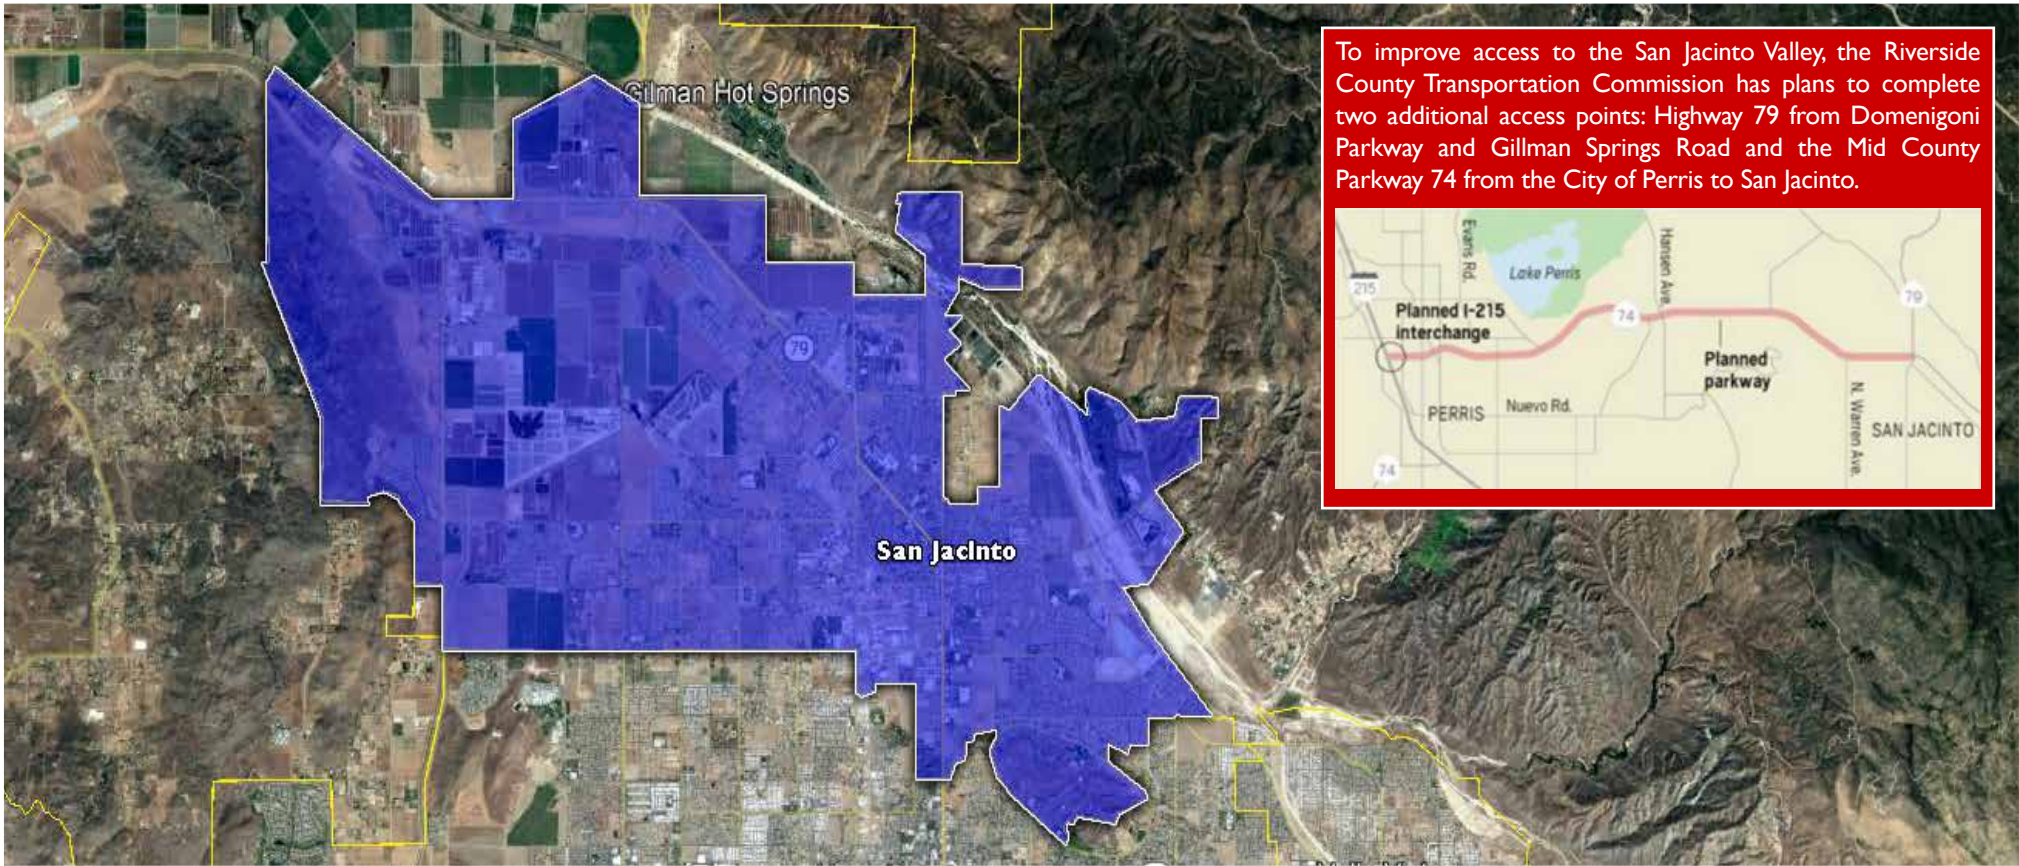 To improve access to the San Jacinto Valley, the Riverside
County Transportation Commission has plans to complete
two additional access points: Highway 79 from Domenigoni
Parkway and Gillman Springs Road and the Mid County
Parkway 74 from the City of Perris to San Jacinto.
Gilman Hot Springs
79
San Jacinto
Evans Rd.
Hansen Ave.
Lake Perris
215
79
Planned I-215
interchange
74
Planned
parkway
PERRIS
Nuevo Rd.
N. Warren Ave.
SAN JACINTO
74